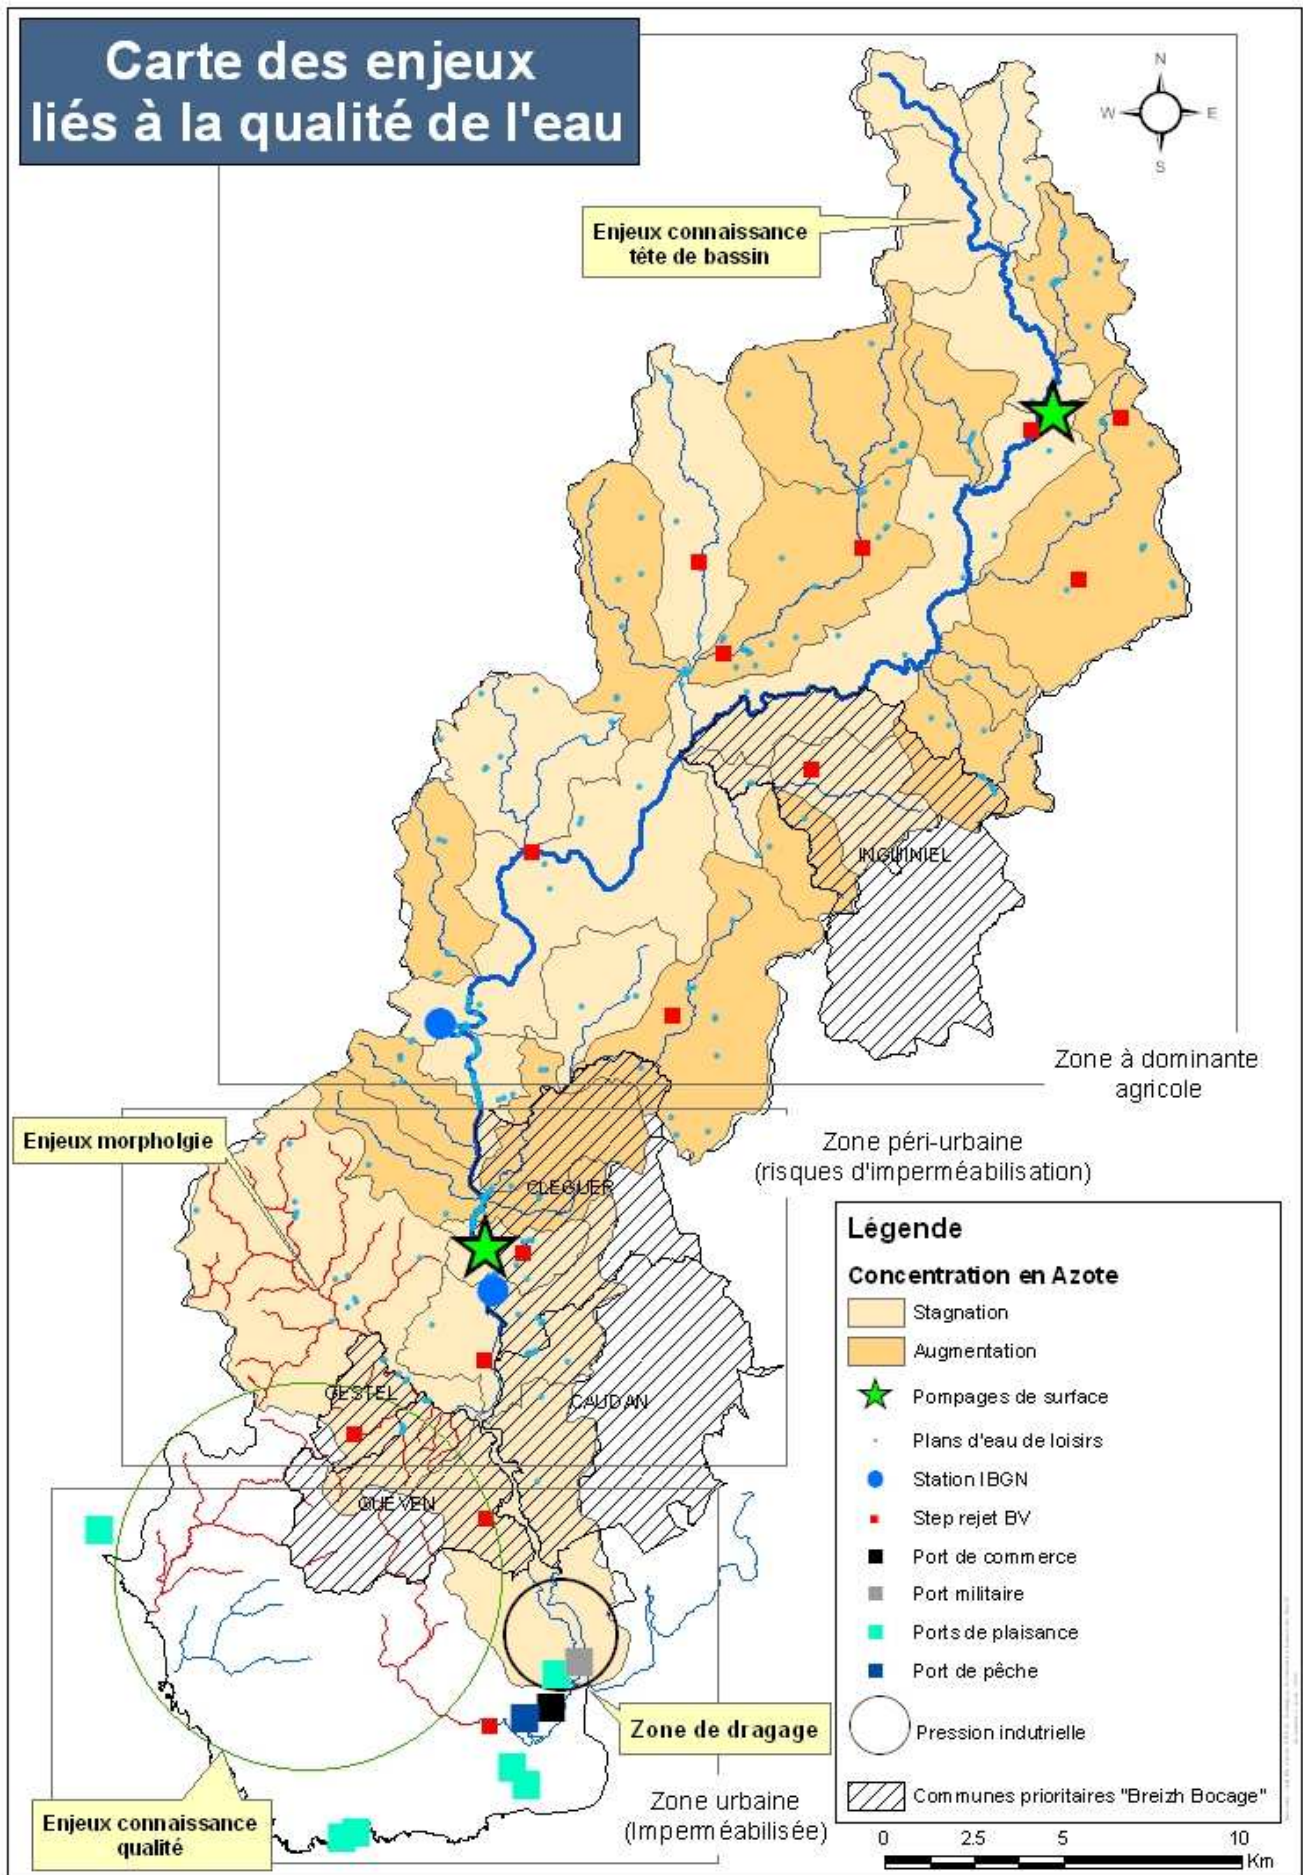 Carte des enjeux
liés à la qualité de l'eau
N
W
E
S
Enjeux connaissance
tête de bassin
INGUINIEL
Zone à dominante
agricole
Enjeux morpholgie
Zone péri-urbaine
(risques d'imperméabilisation)
CLEGUER
GESTEL
CAUDAN
GUEVEN
Légende
Concentration en Azote
Stagnation
Augmentation
Pompages de surface
Plans d'eau de loisirs
Station IBGN
Step rejet BV
Port de commerce
Port militaire
Ports de plaisance
Port de pêche
Pression indutrielle
Communes prioritaires "Breizh Bocage"
Zone de dragage
Enjeux connaissance
qualité
Zone urbaine
(Imperméabilisée)
0 2.5 5 10
Km